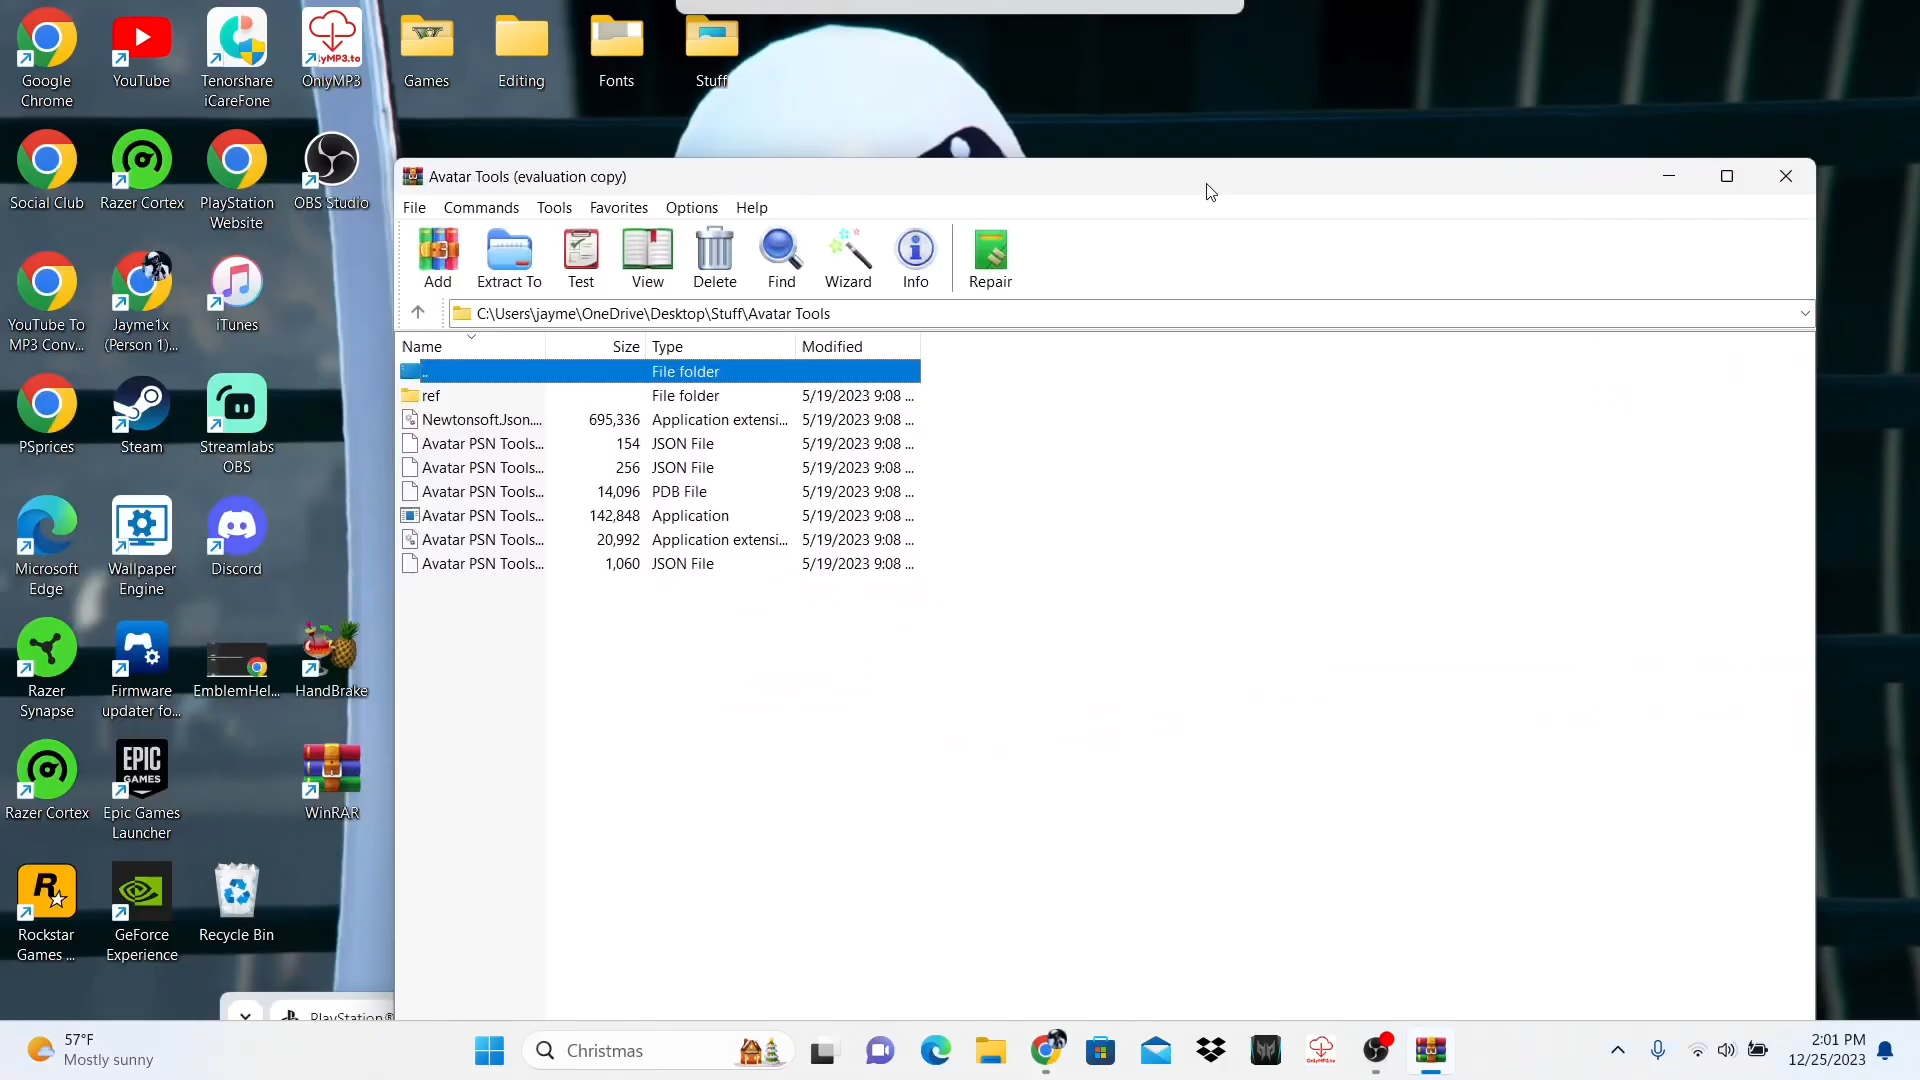 Google
Chrome
YouTube
Tenorshare
iCareFone
OnlyMP3
Games
Editing
Fonts
Stuff
Social Club
Razer Cortex
PlayStation
Website
OBS Studio
YouTube To
MP3 Conv...
Jayme1x
(Person 1)...
iTunes
PSprices
Steam
Streamlabs
OBS
Microsoft
Edge
Wallpaper
Engine
Discord
Razer
Synapse
Firmware
updater fo...
EmblemHel...
HandBrake
Razer Cortex
EPIC
GAMES
Epic Games
Launcher
WinRAR
Rockstar
Games ...
GeForce
Experience
Recycle Bin
Avatar Tools (evaluation copy)
File Commands Tools Favorites Options Help
Add Extract To Test View Delete Find Wizard Info Repair
C:\Users\jayme\OneDrive\Desktop\Stuff\Avatar Tools
Name Size Type Modified
.. File folder
ref File folder 5/19/2023 9:08 ...
Newtonsoft.Json.... 695,336 Application extensi... 5/19/2023 9:08 ...
Avatar PSN Tools... 154 JSON File 5/19/2023 9:08 ...
Avatar PSN Tools... 256 JSON File 5/19/2023 9:08 ...
Avatar PSN Tools... 14,096 PDB File 5/19/2023 9:08 ...
Avatar PSN Tools... 142,848 Application 5/19/2023 9:08 ...
Avatar PSN Tools... 20,992 Application extensi... 5/19/2023 9:08 ...
Avatar PSN Tools... 1,060 JSON File 5/19/2023 9:08 ...
PlayStation®
57°F
Mostly sunny
Christmas
2:01 PM
12/25/2023